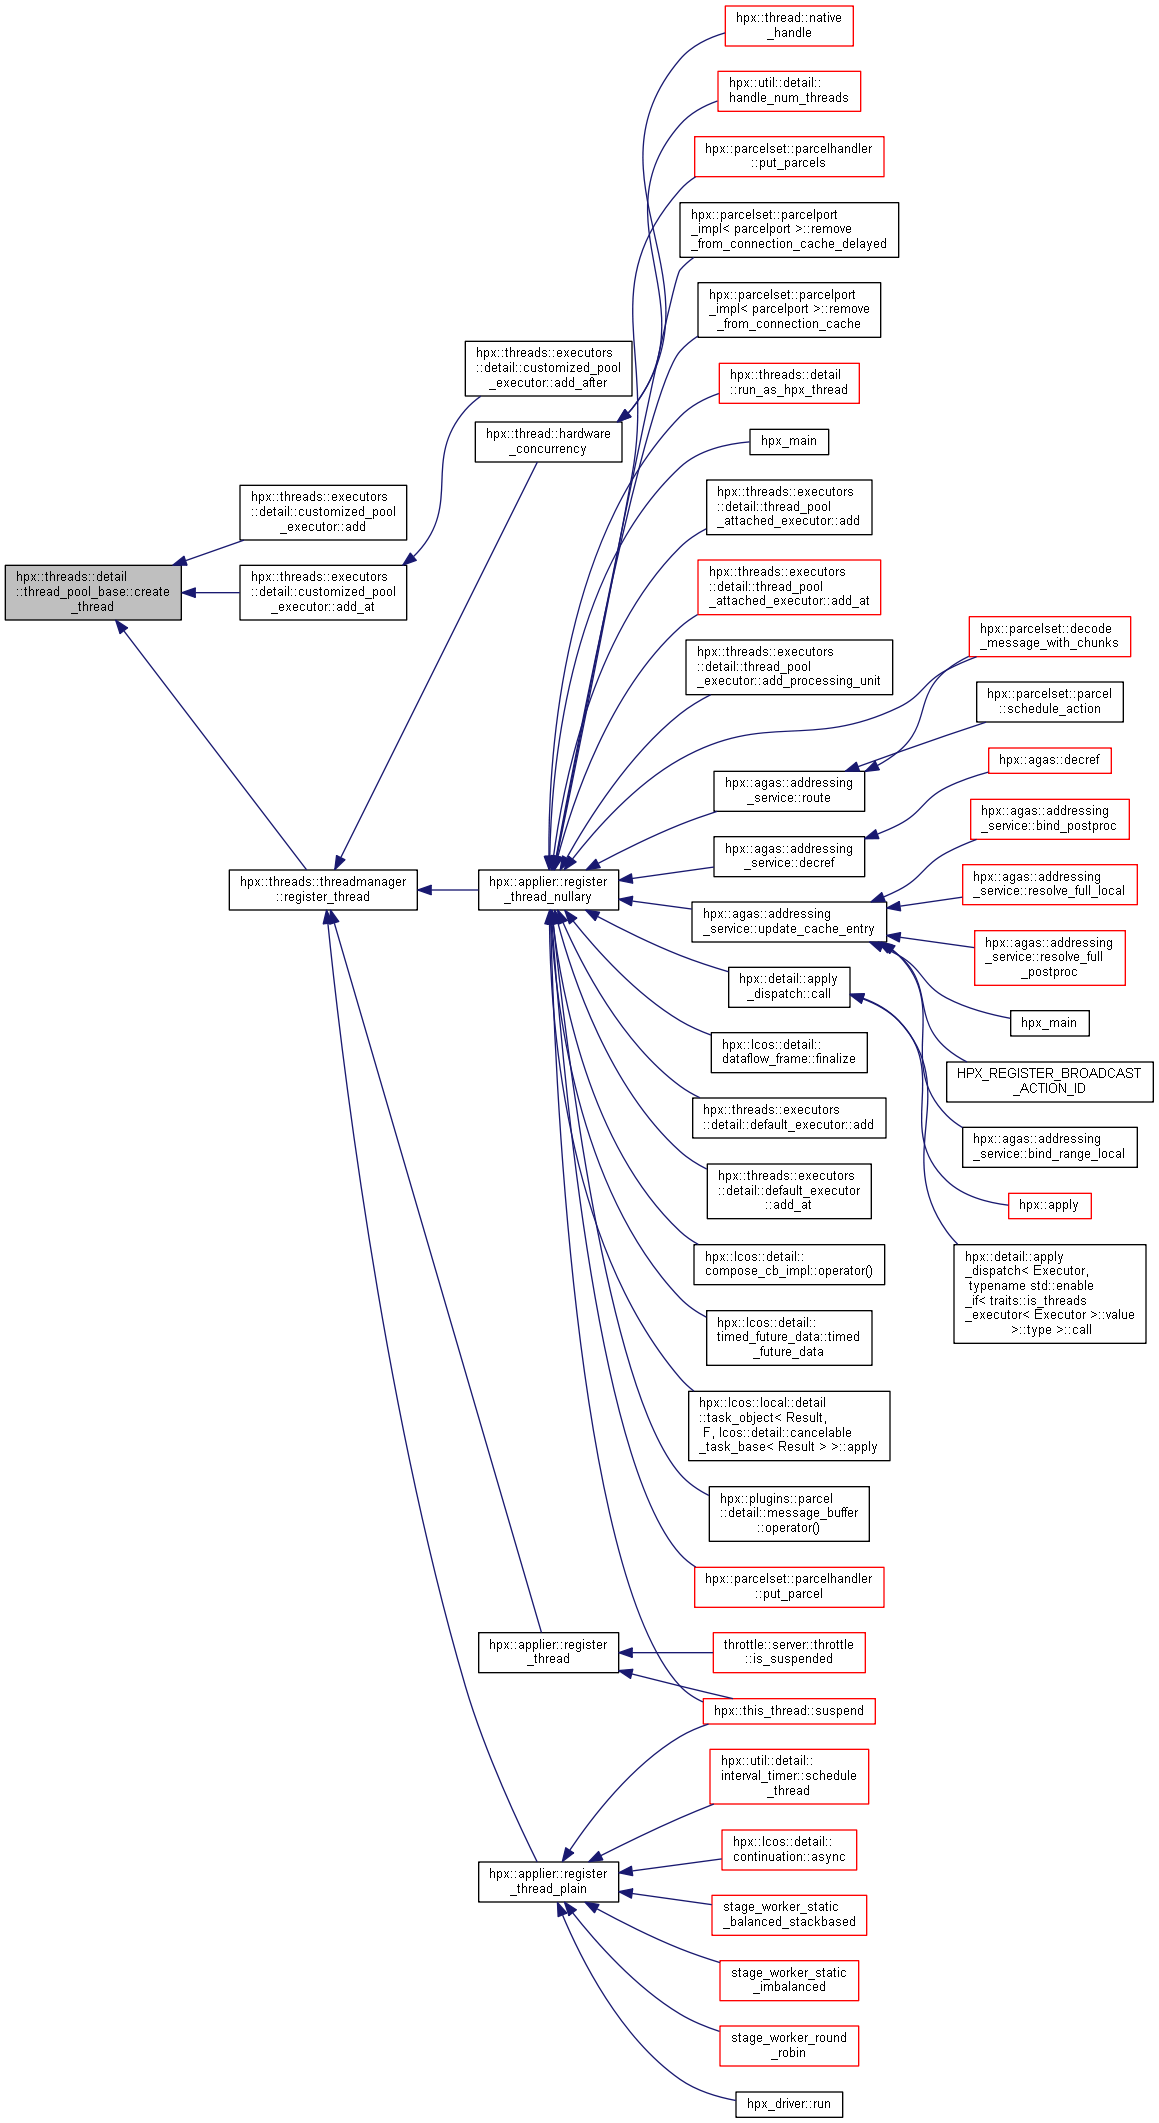 hpx::thread::native
_handle
hpx::util::detail::
handle_num_threads
hpx::parcelset::parcelhandler
::put_parcels
hpx::parcelset::parcelport
_impl< parcelport >::remove
_from_connection_cache_delayed
hpx::parcelset::parcelport
_impl< parcelport >::remove
_from_connection_cache
hpx::threads::executors
::detail::customized_pool
_executor::add_after
hpx::threads::detail
::run_as_hpx_thread
hpx::thread::hardware
_concurrency
hpx_main
hpx::threads::executors
::detail::customized_pool
_executor::add
hpx::threads::executors
::detail::thread_pool
_attached_executor::add
hpx::threads::detail
::thread_pool_base::create
_thread
hpx::threads::executors
::detail::customized_pool
_executor::add_at
hpx::threads::executors
::detail::thread_pool
_attached_executor::add_at
hpx::threads::executors
::detail::thread_pool
_executor::add_processing_unit
hpx::parcelset::decode
_message_with_chunks
hpx::parcelset::parcel
::schedule_action
hpx::agas::addressing
_service::route
hpx::agas::decref
hpx::agas::addressing
_service::decref
hpx::agas::addressing
_service::bind_postproc
hpx::threads::threadmanager
::register_thread
hpx::applier::register
_thread_nullary
hpx::agas::addressing
_service::update_cache_entry
hpx::agas::addressing
_service::resolve_full_local
hpx::agas::addressing
_service::resolve_full
_postproc
hpx::detail::apply
_dispatch::call
hpx_main
hpx::lcos::detail::
dataflow_frame::finalize
HPX_REGISTER_BROADCAST
_ACTION_ID
hpx::threads::executors
::detail::default_executor::add
hpx::agas::addressing
_service::bind_range_local
hpx::threads::executors
::detail::default_executor
::add_at
hpx::apply
hpx::lcos::detail::
compose_cb_impl::operator()
hpx::detail::apply
_dispatch< Executor,
typename std::enable
_if< traits::is_threads
_executor< Executor >::value
>::type >::call
hpx::lcos::detail::
timed_future_data::timed
_future_data
hpx::lcos::local::detail
::task_object< Result,
F, lcos::detail::cancelable
_task_base< Result > >::apply
hpx::plugins::parcel
::detail::message_buffer
::operator()
hpx::parcelset::parcelhandler
::put_parcel
hpx::applier::register
_thread
throttle::server::throttle
::is_suspended
hpx::this_thread::suspend
hpx::util::detail::
interval_timer::schedule
_thread
hpx::applier::register
_thread_plain
hpx::lcos::detail::
continuation::async
stage_worker_static
_balanced_stackbased
stage_worker_static
_imbalanced
stage_worker_round
_robin
hpx_driver::run